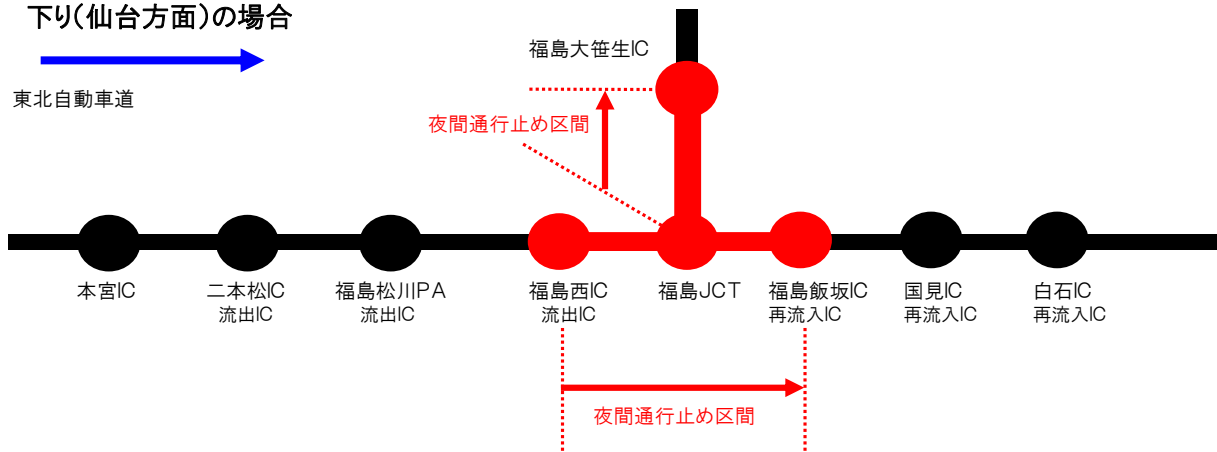 下り(仙台方面)の場合
東北自動車道
福島大笹生IC
夜間通行止め区間
本宮IC
二本松IC
流出IC
福島松川PA
流出IC
福島西IC
流出IC
福島JCT
福島飯坂IC
再流入IC
国見IC
再流入IC
白石IC
再流入IC
夜間通行止め区間